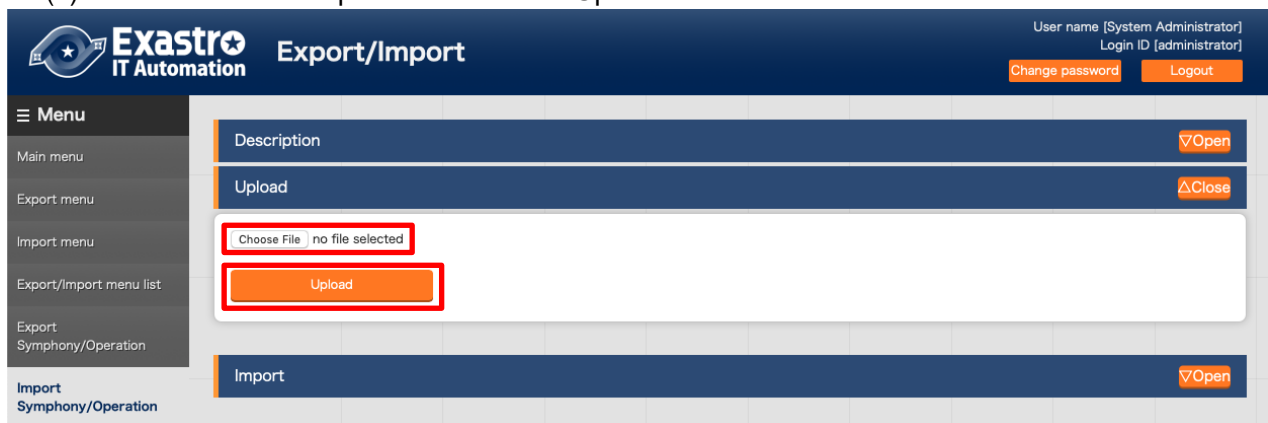 User name [System Administrator]
Login ID [administrator]
Exastro
IT Automation
Export/Import
Change password
Logout
Menu
Main menu
Export menu
Import menu
Export/Import menu list
Export
Symphony/Operation
Import
Symphony/Operation
Description
▽Open
Upload
△Close
Choose File no file selected
Upload
Import
▽Open